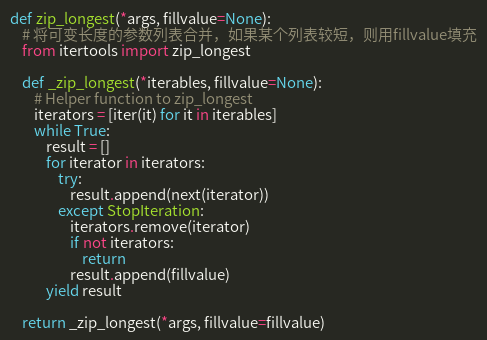 def zip_longest(*args, fillvalue=None):
    # 将可变长度的参数列表合并，如果某个列表较短，则用fillvalue填充
    from itertools import zip_longest

    def _zip_longest(*iterables, fillvalue=None):
        # Helper function to zip_longest
        iterators = [iter(it) for it in iterables]
        while True:
            result = []
            for iterator in iterators:
                try:
                    result.append(next(iterator))
                except StopIteration:
                    iterators.remove(iterator)
                    if not iterators:
                        return
                    result.append(fillvalue)
            yield result

    return _zip_longest(*args, fillvalue=fillvalue)